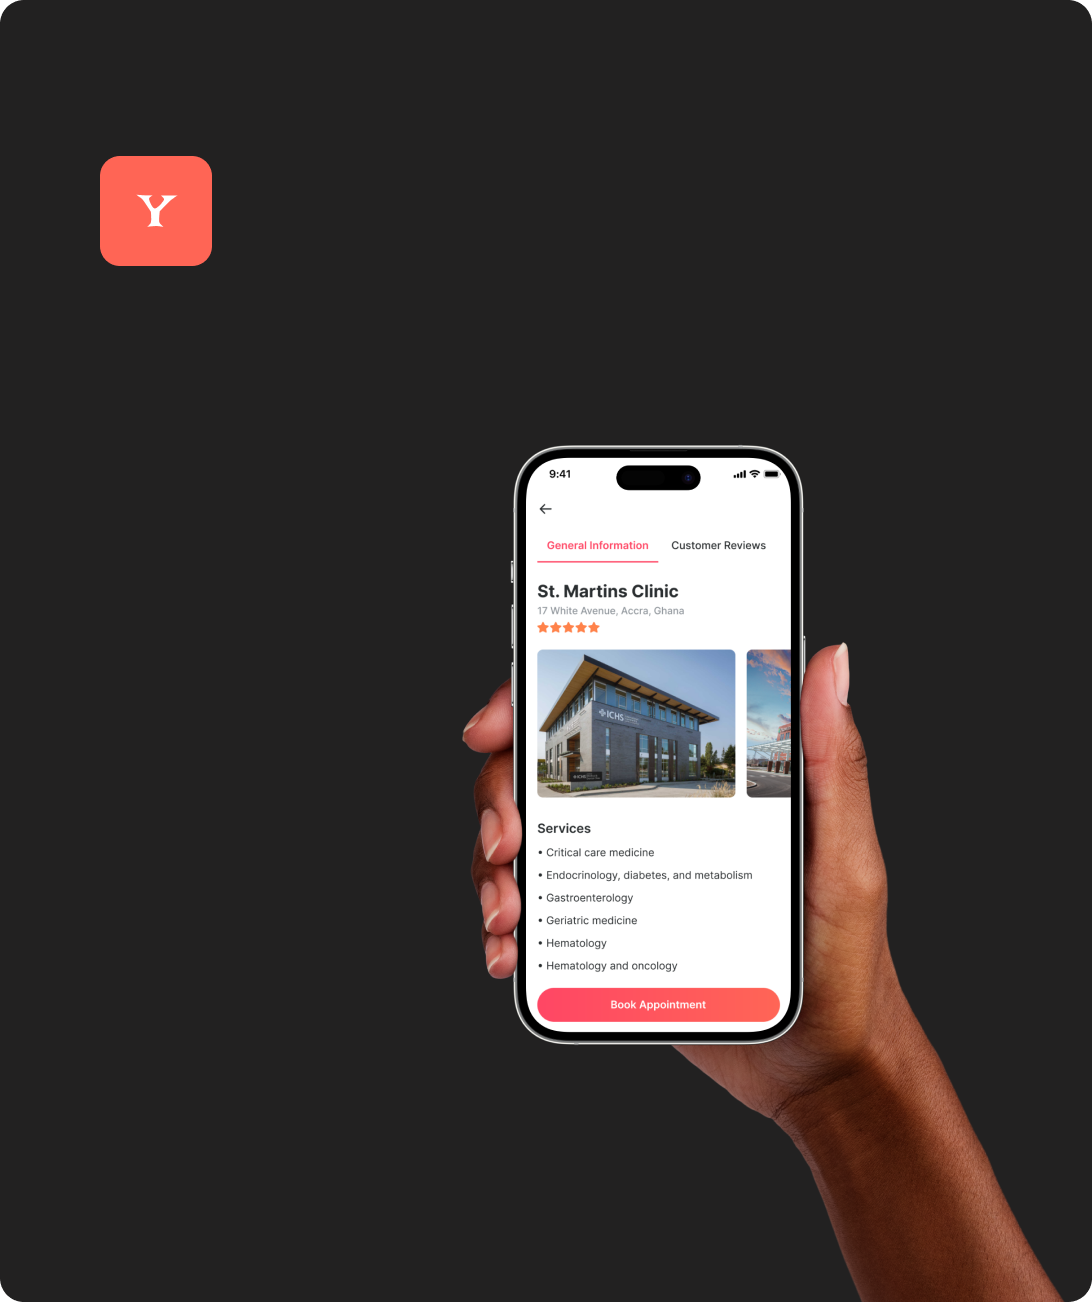 Y
9:41
General Information Customer Reviews
St. Martins Clinic
17 White Avenue, Accra, Ghana
ICHS
ICHS
Services
• Critical care medicine
• Endocrinology, diabetes, and metabolism
• Gastroenterology
• Geriatric medicine
• Hematology
• Hematology and oncology
Book Appointment